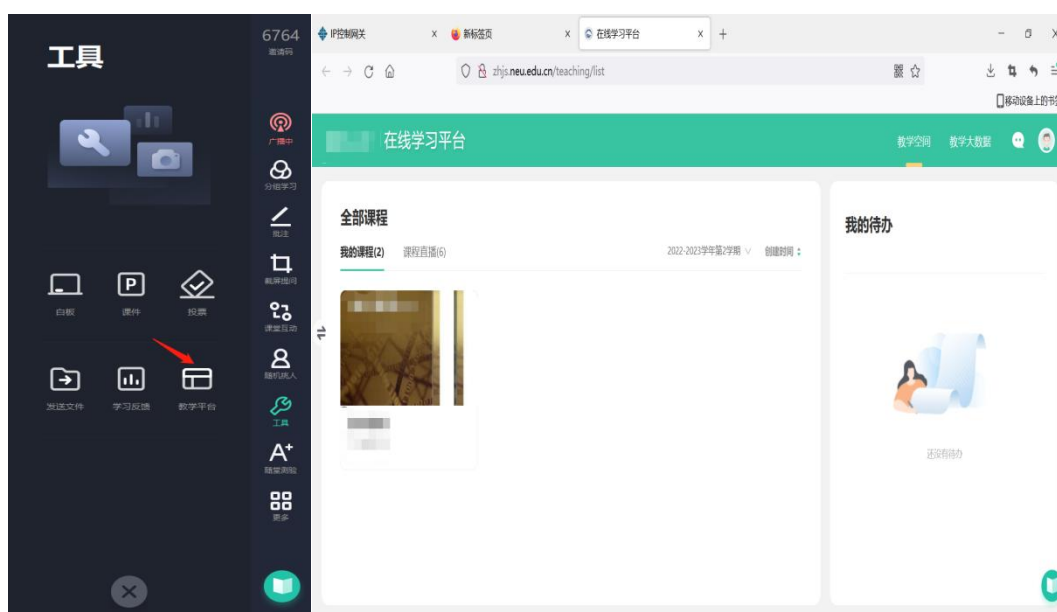 工具
白板
课件
投票
发送文件
学习反馈
教学平台
6764
邀请码
广播中
分组学习
批注
截屏提问
课堂互动
随机挑人
工具
A+
随堂测验
更多
IP控制网关 x 新标签页 x 在线学习平台 x +
zhjs.neu.edu.cn/teaching/list
移动设备上的书签
在线学习平台 教学空间 教学大数据
全部课程
我的课程(2) 课程直播(6) 2022-2023学年第2学期 创建时间
我的待办
还没有待办